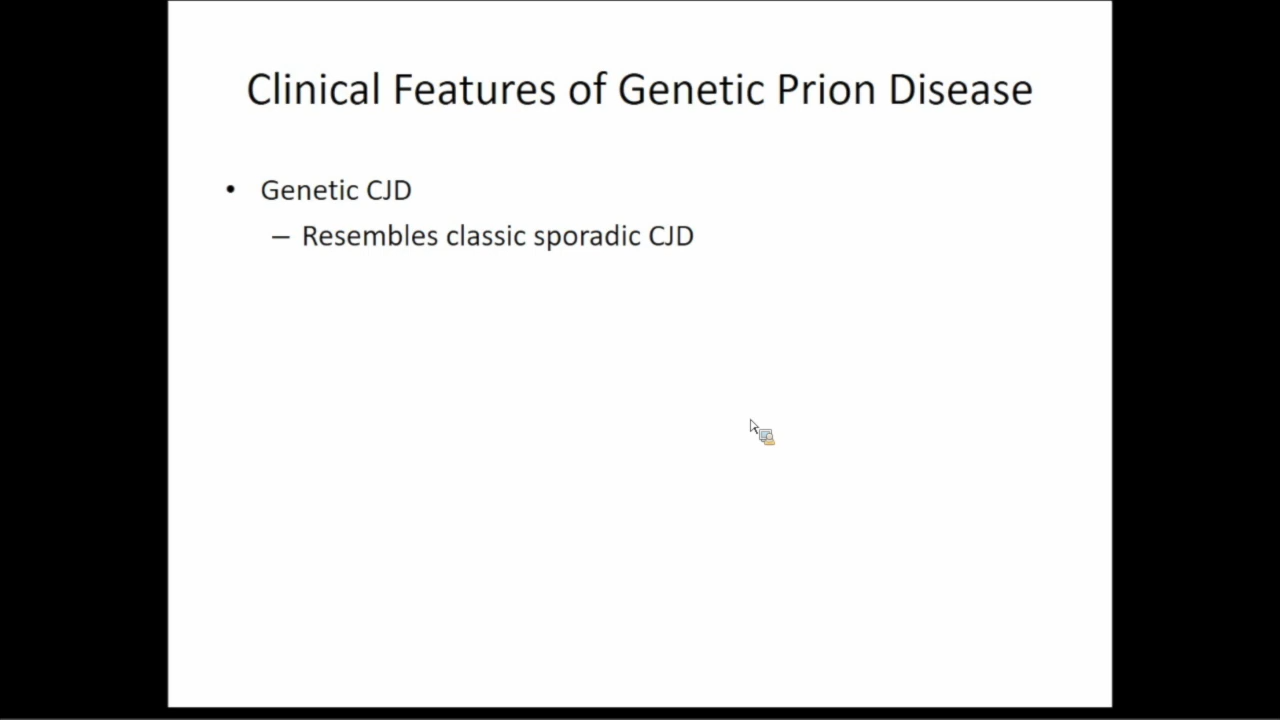 Clinical Features of Genetic Prion Disease
• Genetic CJD
– Resembles classic sporadic CJD